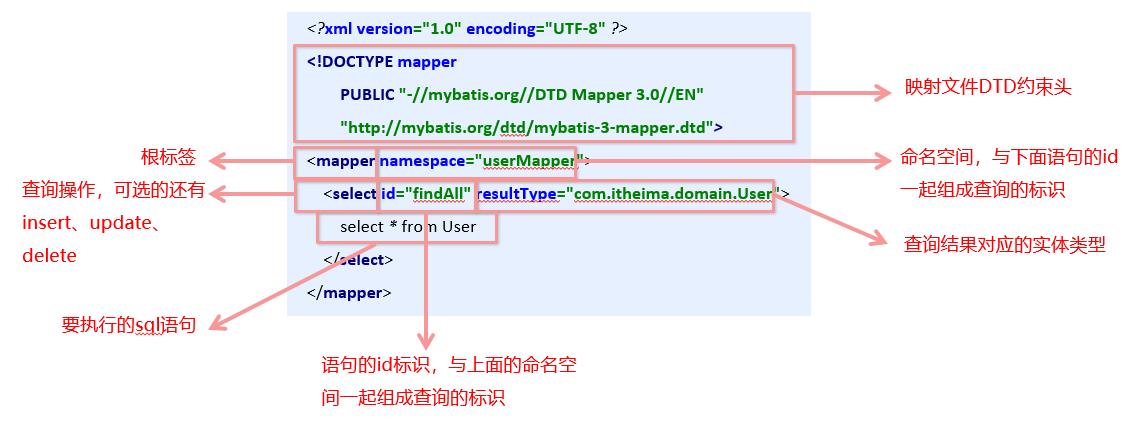 <?xml version="1.0" encoding="UTF-8" ?>
<!DOCTYPE mapper
PUBLIC "-//mybatis.org//DTD Mapper 3.0//EN"
"http://mybatis.org/dtd/mybatis-3-mapper.dtd">
映射文件DTD约束头
<mapper namespace="userMapper">
根标签
命名空间，与下面语句的id
一起组成查询的标识
<select id="findAll" resultType="com.itheima.domain.User">
查询操作，可选的还有
insert、update、
delete
select * from User
查询结果对应的实体类型
</select>
</mapper>
要执行的sql语句
语句的id标识，与上面的命名空
间一起组成查询的标识